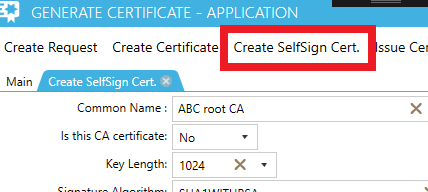 GENERATE CERTIFICATE - APPLICATION
Create Request Create Certificate Create SelfSign Cert. Issue Cer
Main Create SelfSign Cert.
Common Name : ABC root CA
Is this CA certificate: No
Key Length: 1024
Signature Algorithm: SHA1WITHRSA